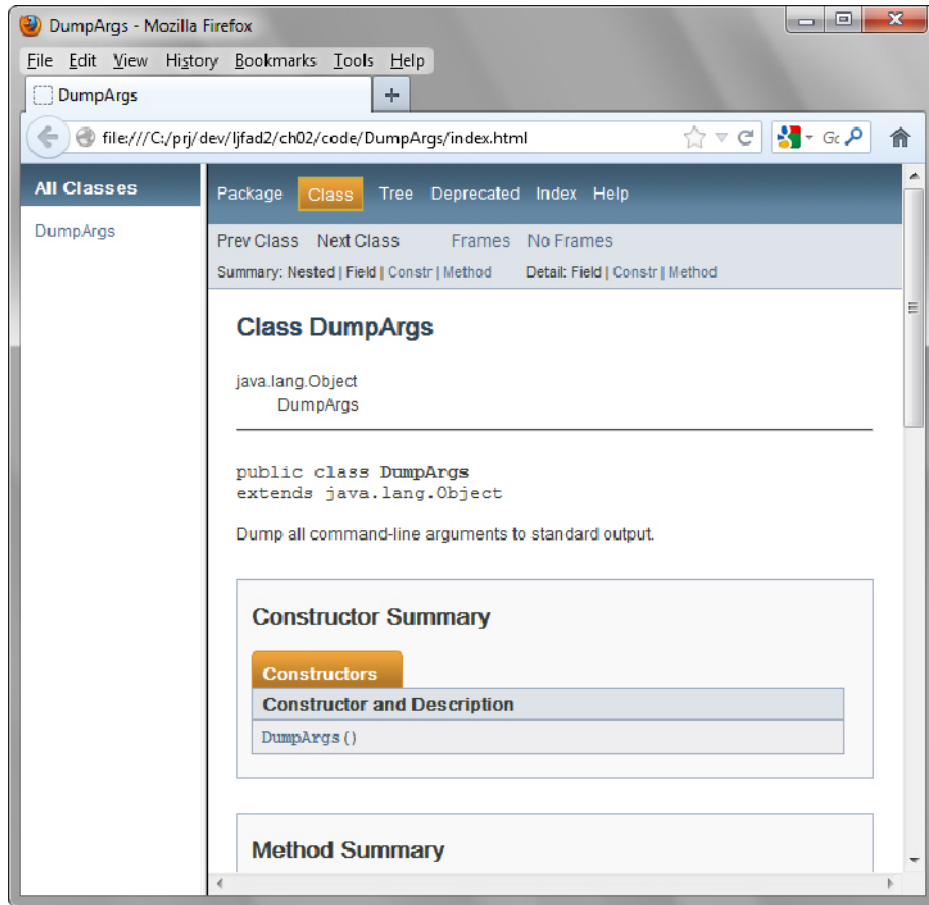 DumpArgs - Mozilla Firefox
File Edit View History Bookmarks Tools Help
DumpArgs
file:///C:/prj/dev/ljfad2/ch02/code/DumpArgs/index.html
All Classes
DumpArgs
Package Class Tree Deprecated Index Help
Prev Class Next Class Frames No Frames
Summary: Nested | Field | Constr | Method Detail: Field | Constr | Method
Class DumpArgs
java.lang.Object
DumpArgs
public class DumpArgs
extends java.lang.Object
Dump all command-line arguments to standard output.
Constructor Summary
Constructors
Constructor and Description
DumpArgs()
Method Summary